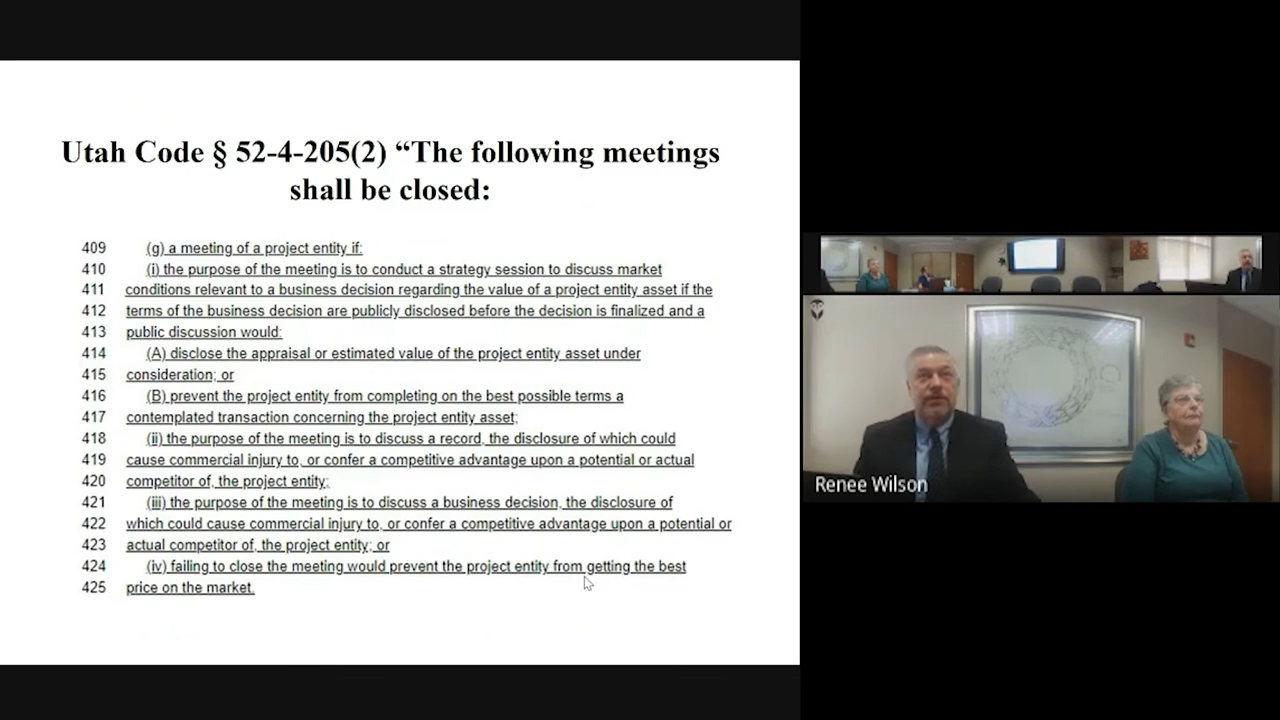 Utah Code § 52-4-205(2) “The following meetings
shall be closed:
409 (g) a meeting of a project entity if:
410 (i) the purpose of the meeting is to conduct a strategy session to discuss market
411 conditions relevant to a business decision regarding the value of a project entity asset if the
412 terms of the business decision are publicly disclosed before the decision is finalized and a
413 public discussion would:
414 (A) disclose the appraisal or estimated value of the project entity asset under
415 consideration; or
416 (B) prevent the project entity from completing on the best possible terms a
417 contemplated transaction concerning the project entity asset;
418 (ii) the purpose of the meeting is to discuss a record, the disclosure of which could
419 cause commercial injury to, or confer a competitive advantage upon a potential or actual
420 competitor of, the project entity;
421 (iii) the purpose of the meeting is to discuss a business decision, the disclosure of
422 which could cause commercial injury to, or confer a competitive advantage upon a potential or
423 actual competitor of, the project entity; or
424 (iv) failing to close the meeting would prevent the project entity from getting the best
425 price on the market.
Renee Wilson